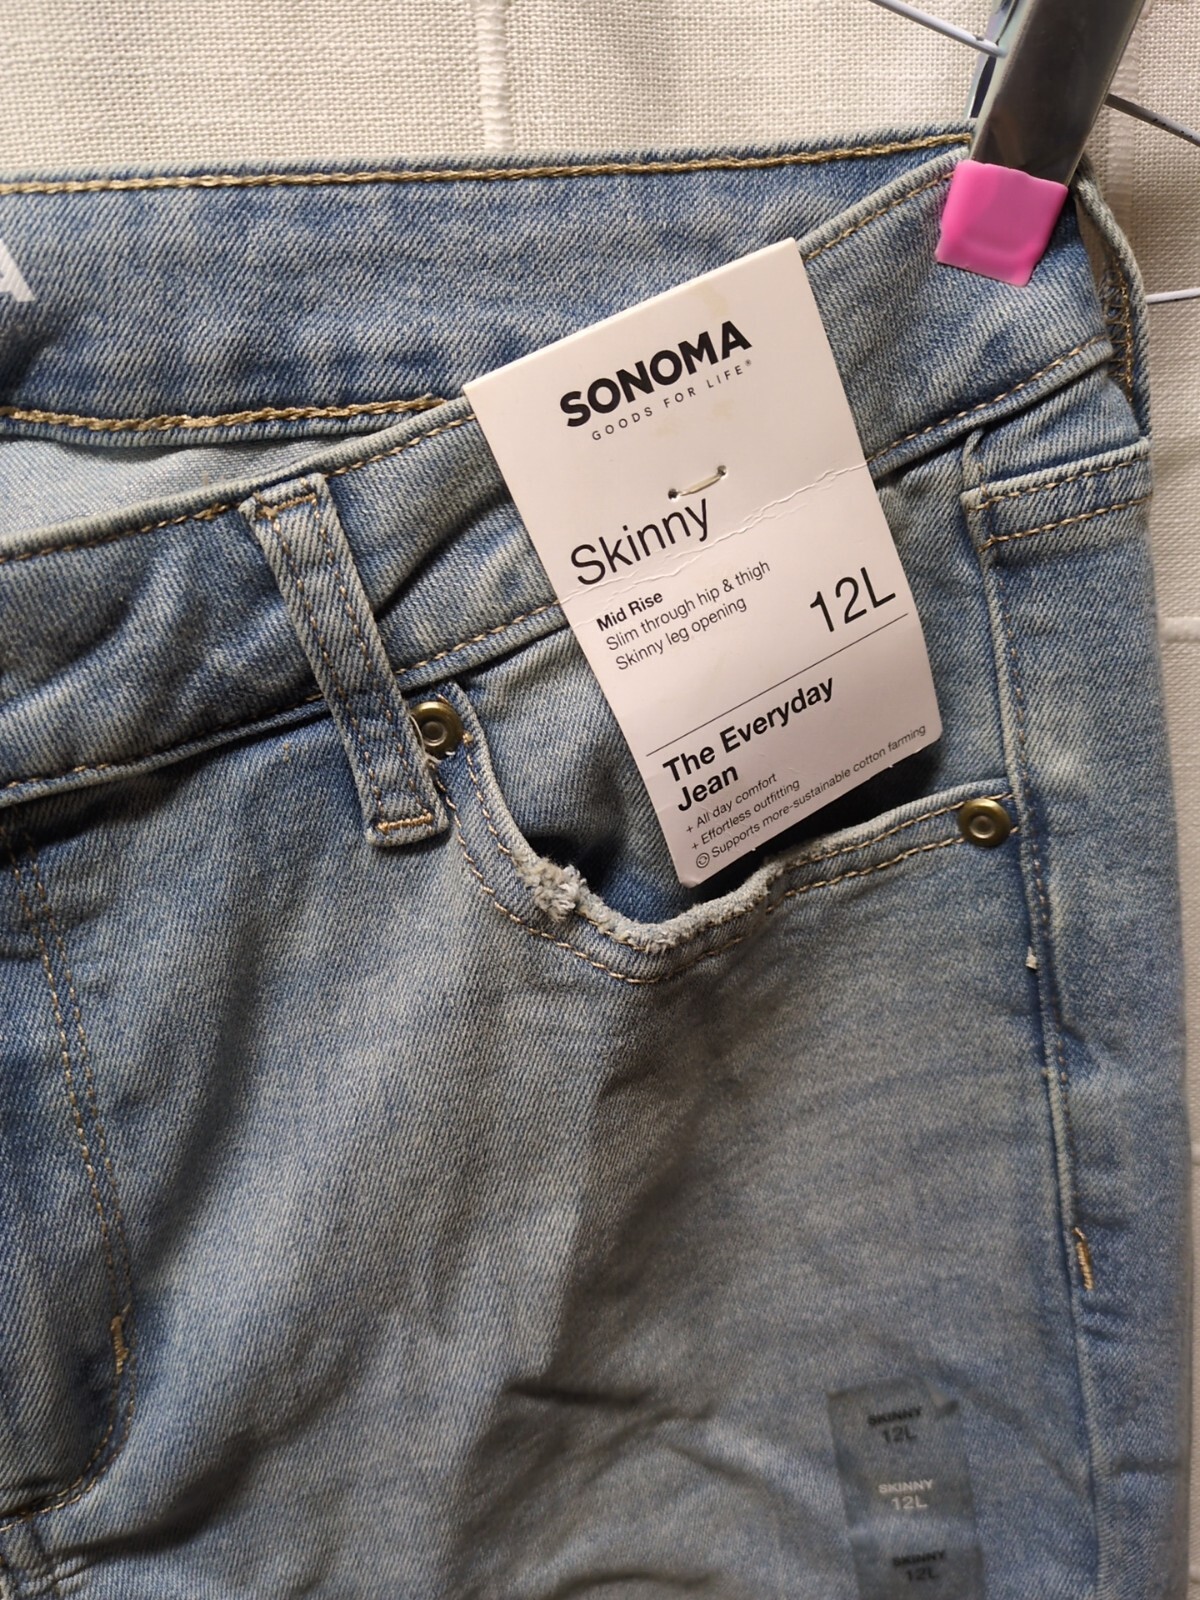 A
SONOMA
GOODS FOR LIFE®
Skinny
Mid Rise
Slim through hip & thigh
Skinny leg opening
12L
The Everyday
Jean
+ All day comfort
+ Effortless outfitting
Supports more-sustainable cotton farming
SKINNY
12L
SKINNY
12L
SKINNY
12L